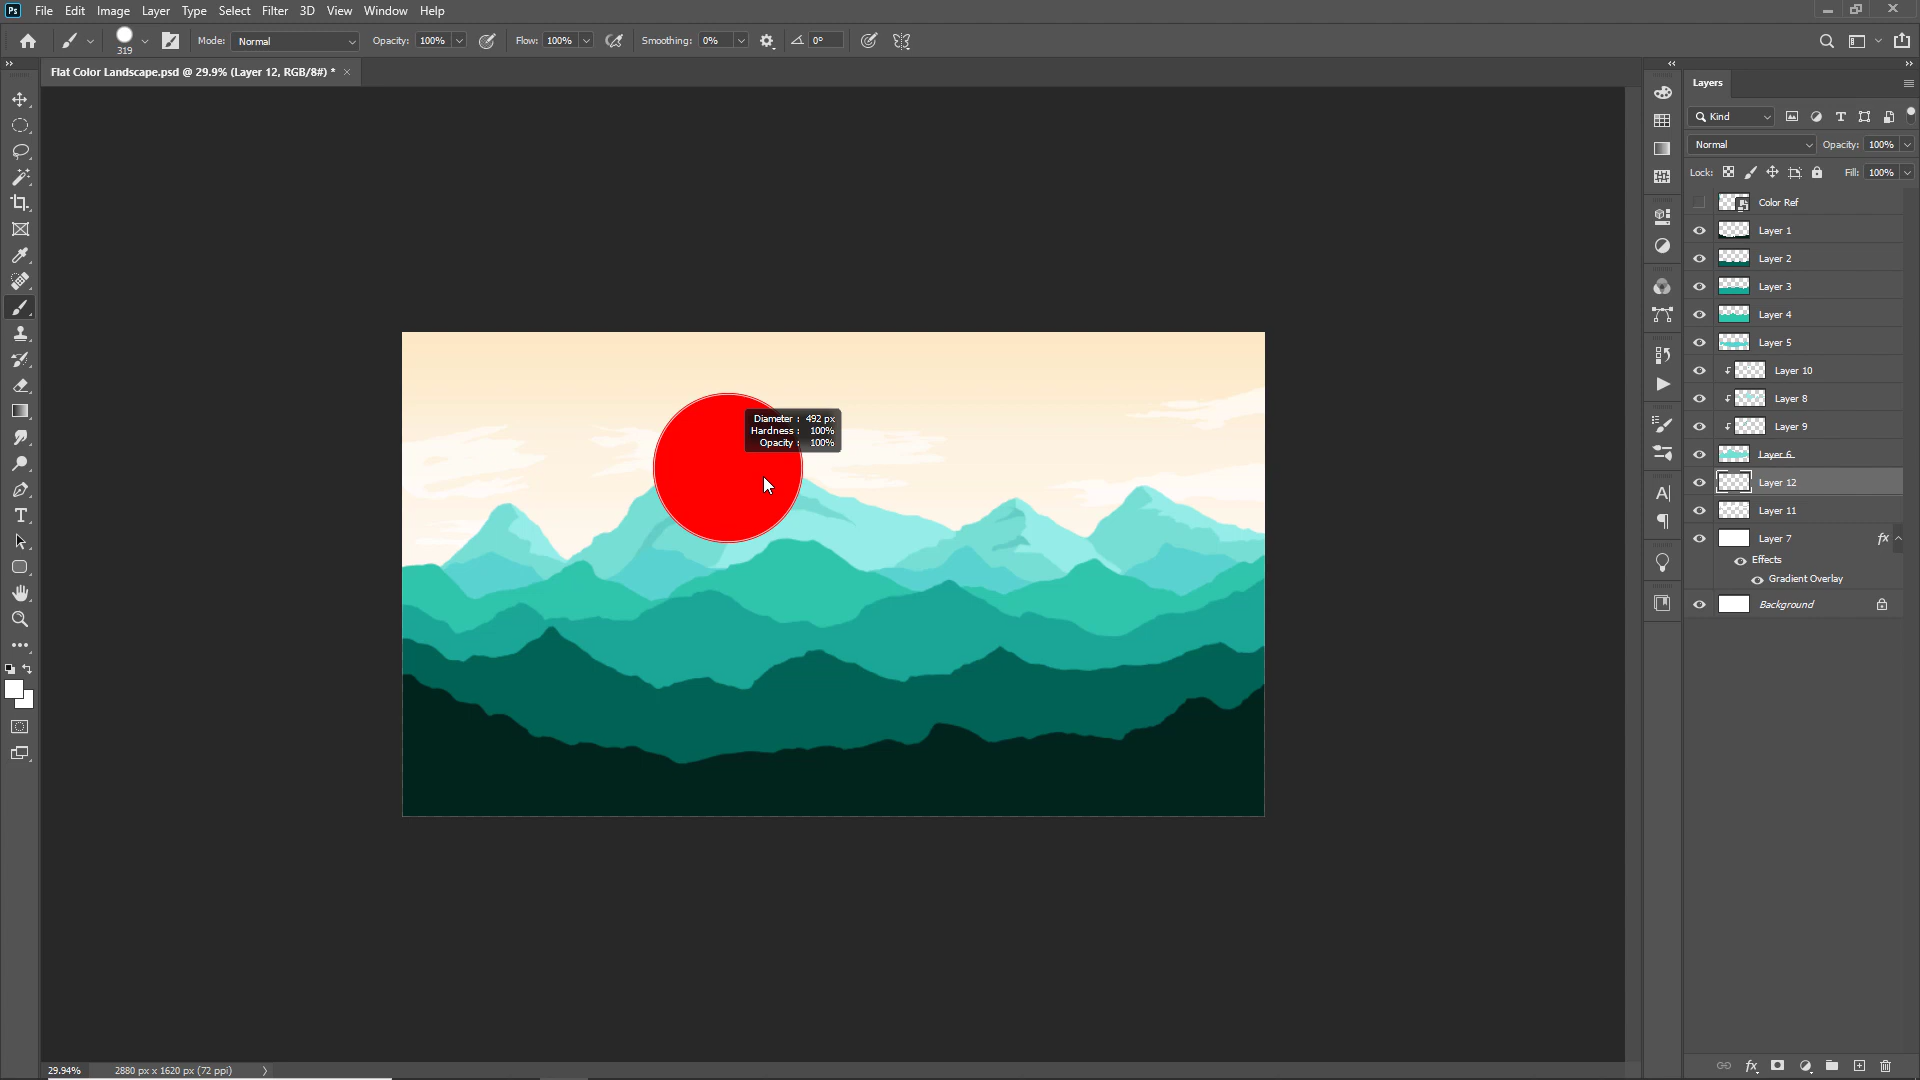 Ps File Edit Image Layer Type Select Filter 3D View Window Help
319 Mode: Normal Opacity: 100% Flow: 100% Smoothing: 0% 0°
Flat Color Landscape.psd @ 29.9% (Layer 12, RGB/8#) * ×
Layers
Kind
Normal Opacity: 100%
Lock: Fill: 100%
Color Ref
Layer 1
Layer 2
Layer 3
Layer 4
Layer 5
Layer 10
Layer 8
Layer 9
Layer 6
Layer 12
Layer 11
Layer 7 fx
Effects
Gradient Overlay
Background
Diameter : 492 px
Hardness : 100%
Opacity : 100%
29.94% 2880 px x 1620 px (72 ppi)